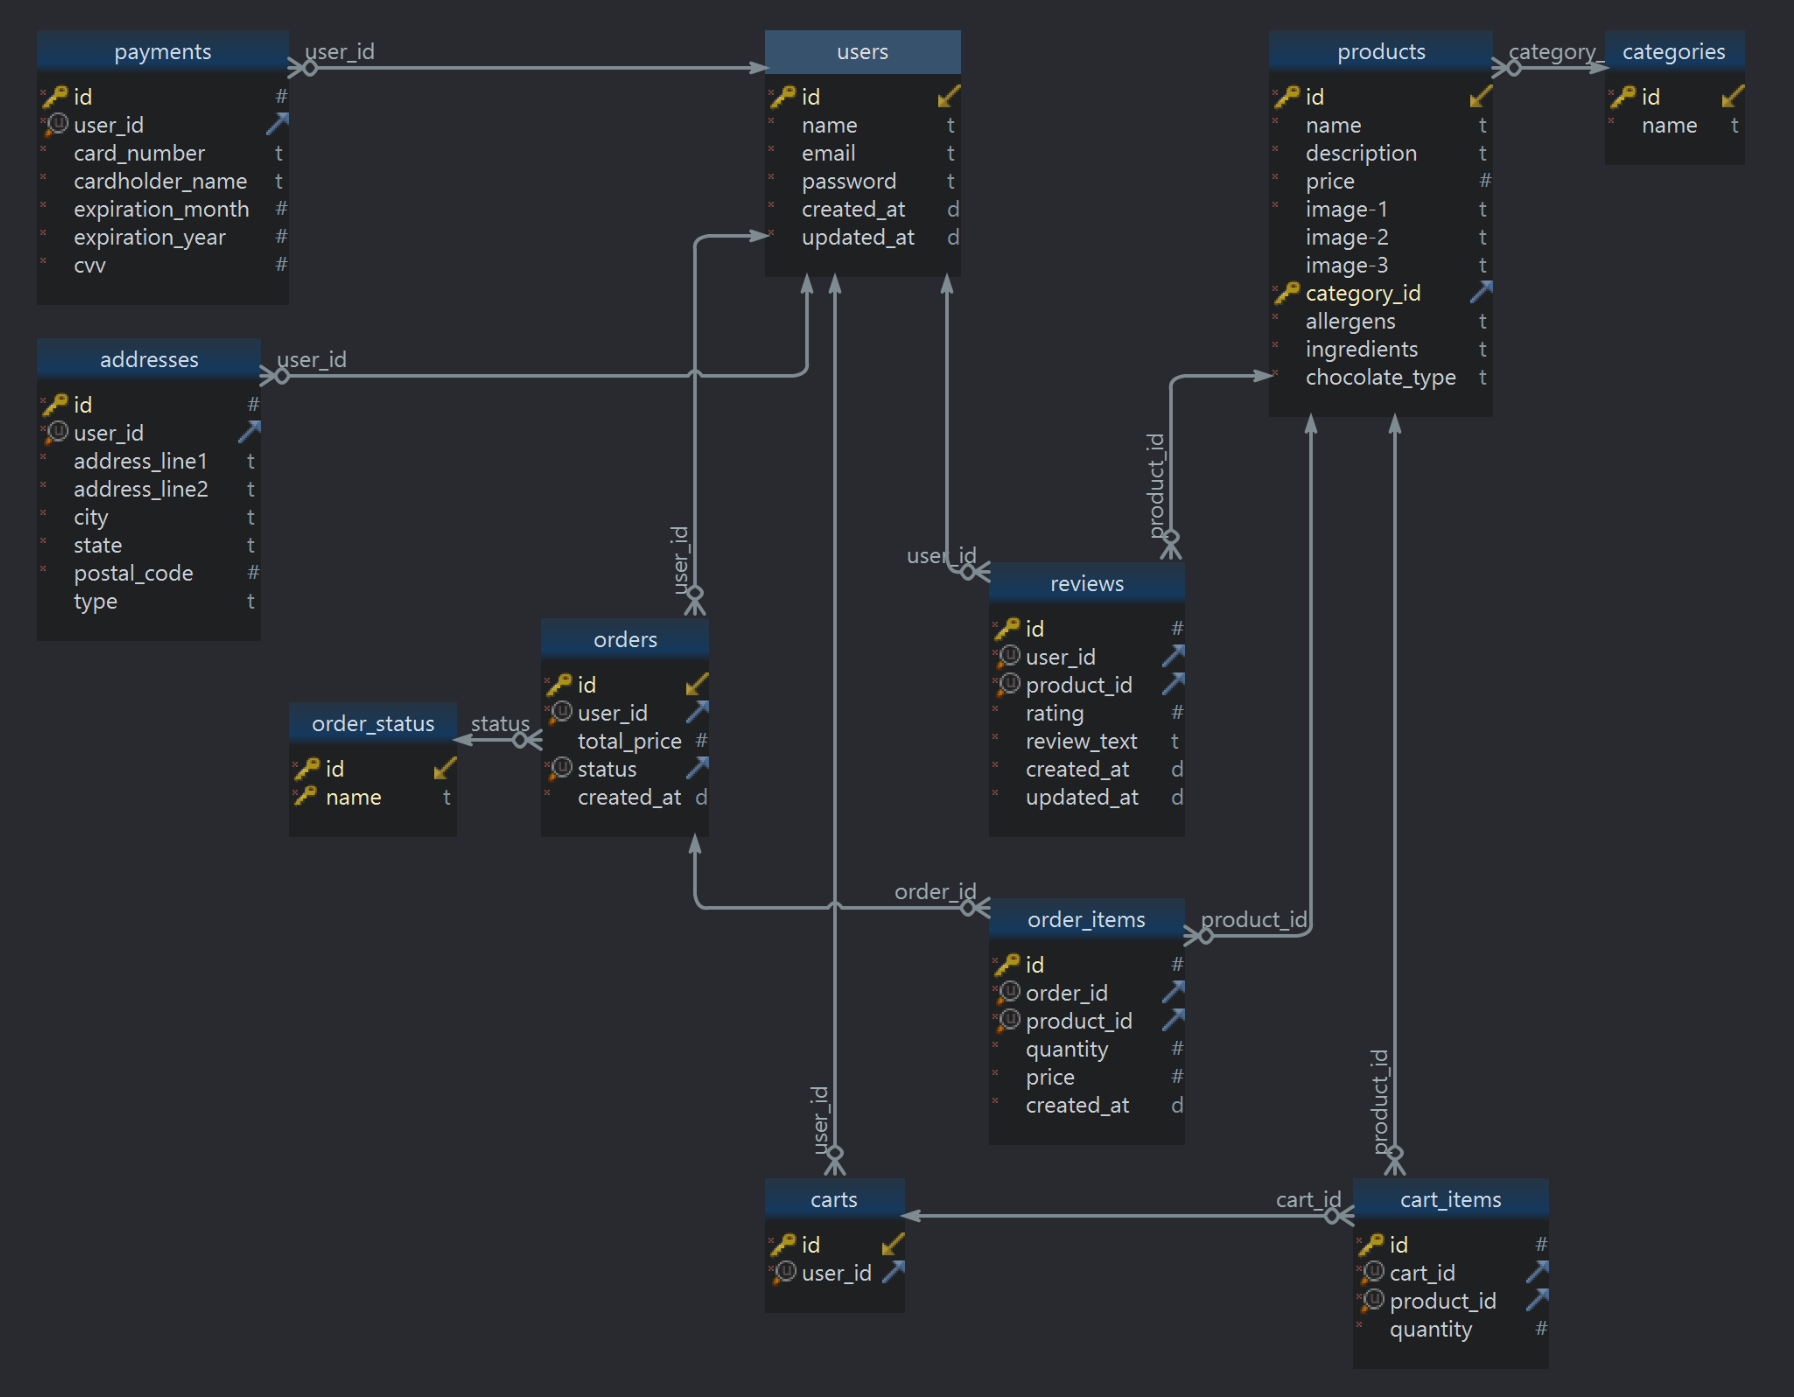 payments
user_id
id #
user_id
card_number t
cardholder_name t
expiration_month #
expiration_year #
cvv #
users
id
name t
email t
password t
created_at d
updated_at d
products
category_
id
name t
description t
price #
image-1 t
image-2 t
image-3 t
category_id
allergens t
ingredients t
chocolate_type t
categories
id
name t
addresses
user_id
id #
user_id
address_line1 t
address_line2 t
city t
state t
postal_code #
type t
user_id
orders
id
user_id
total_price #
status
created_at d
order_status
status
id
name t
product_id
user_id
reviews
id #
user_id
product_id
rating #
review_text t
created_at d
updated_at d
order_id
order_items
product_id
id #
order_id
product_id
quantity #
price #
created_at d
user_id
carts
id
user_id
product_id
cart_id
cart_items
id #
cart_id
product_id
quantity #